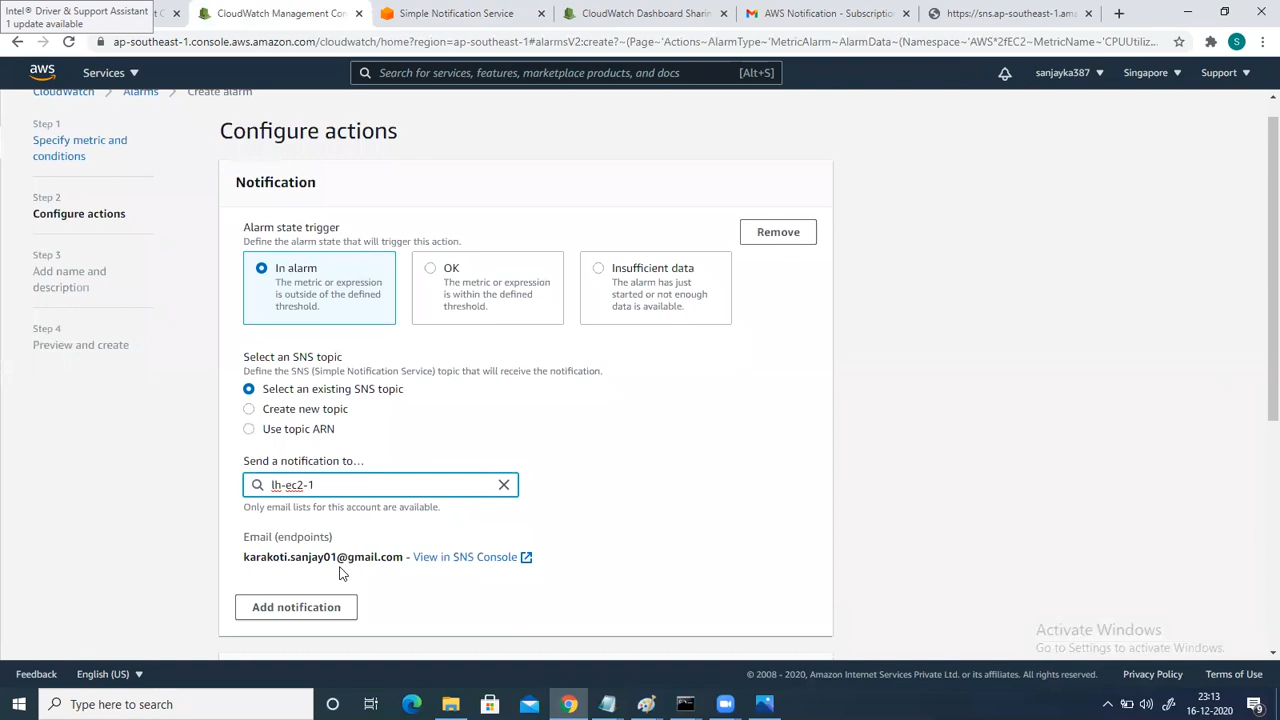 Intel® Driver & Support Assistant
1 update available
CloudWatch Management Con
Simple Notification Service
CloudWatch Dashboard Sharin
AWS Notification - Subscription
https://sns.ap-southeast-1.ama
ap-southeast-1.console.aws.amazon.com/cloudwatch/home?region=ap-southeast-1#alarmsV2:create?~(Page~'Actions~AlarmType~'MetricAlarm~AlarmData~(Namespace~'AWS*2fEC2~MetricName~'CPUUtiliz...
S
aws
Services
Search for services, features, marketplace products, and docs
[Alt+S]
sanjayka387
Singapore
Support
CloudWatch
Alarms
Create alarm
Step 1
Specify metric and
conditions
Step 2
Configure actions
Step 3
Add name and
description
Step 4
Preview and create
Configure actions
Notification
Alarm state trigger
Define the alarm state that will trigger this action.
Remove
In alarm
The metric or expression
is outside of the defined
threshold.
OK
The metric or expression
is within the defined
threshold.
Insufficient data
The alarm has just
started or not enough
data is available.
Select an SNS topic
Define the SNS (Simple Notification Service) topic that will receive the notification.
Select an existing SNS topic
Create new topic
Use topic ARN
Send a notification to…
lh-ec2-1
Only email lists for this account are available.
Email (endpoints)
karakoti.sanjay01@gmail.com - View in SNS Console
Add notification
Activate Windows
Go to Settings to activate Windows.
Feedback
English (US)
© 2008 - 2020, Amazon Internet Services Private Ltd. or its affiliates. All rights reserved.
Privacy Policy
Terms of Use
Type here to search
23:13
16-12-2020